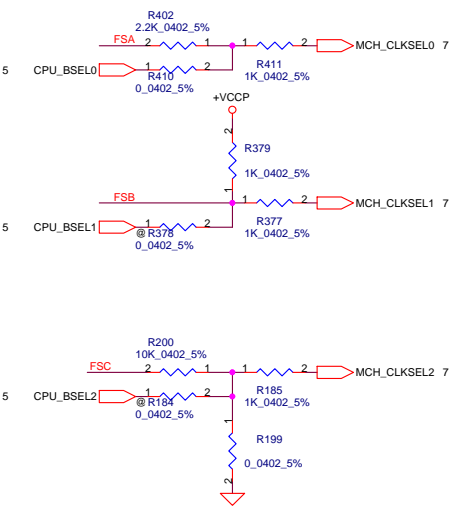 R402
2.2K_0402_5%
FSA 2 1 1 2 MCH_CLKSEL0 7
5 CPU_BSEL0 1 2
R410 R411
0_0402_5% 1K_0402_5%
+VCCP
2
R379
1K_0402_5%
1
FSB 1 2 MCH_CLKSEL1 7
5 CPU_BSEL1 1 2
@ R378 R377
0_0402_5% 1K_0402_5%
R200
10K_0402_5%
FSC 2 1 1 2 MCH_CLKSEL2 7
5 CPU_BSEL2 1 2
@ R184 R185
0_0402_5% 1K_0402_5%
1
R199
0_0402_5%
2